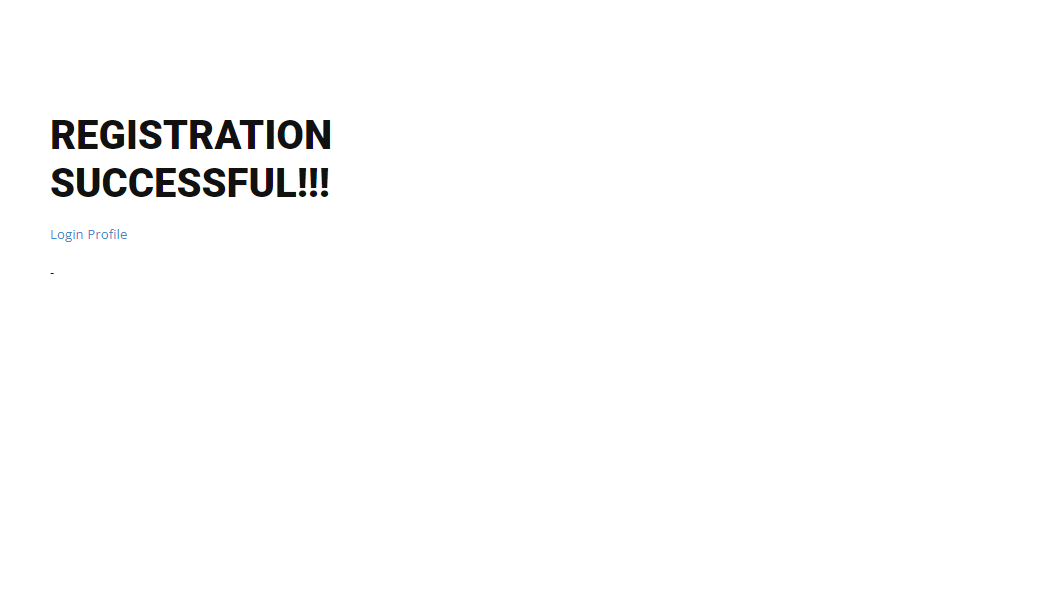 REGISTRATION
SUCCESSFUL!!!
Login Profile
-